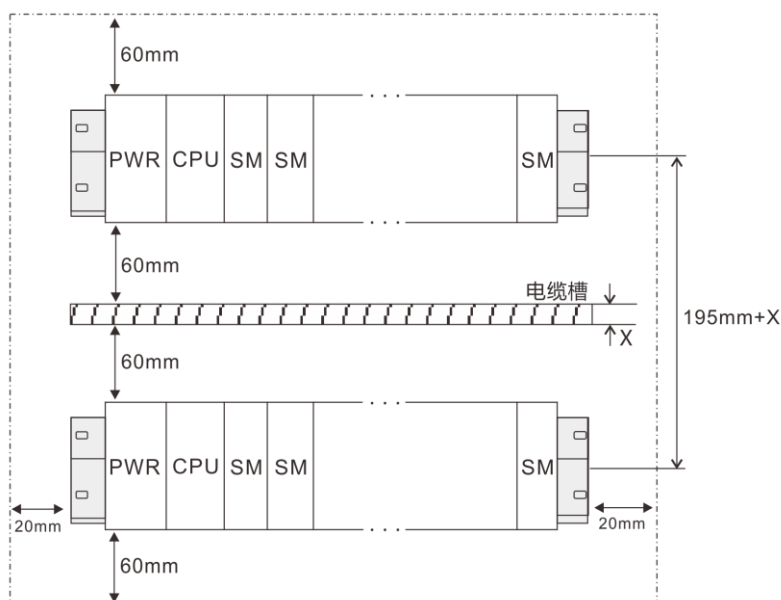 60mm
PWR CPU SM SM ... SM
60mm
电缆槽
X
195mm+X
60mm
PWR CPU SM SM ... SM
20mm
20mm
60mm